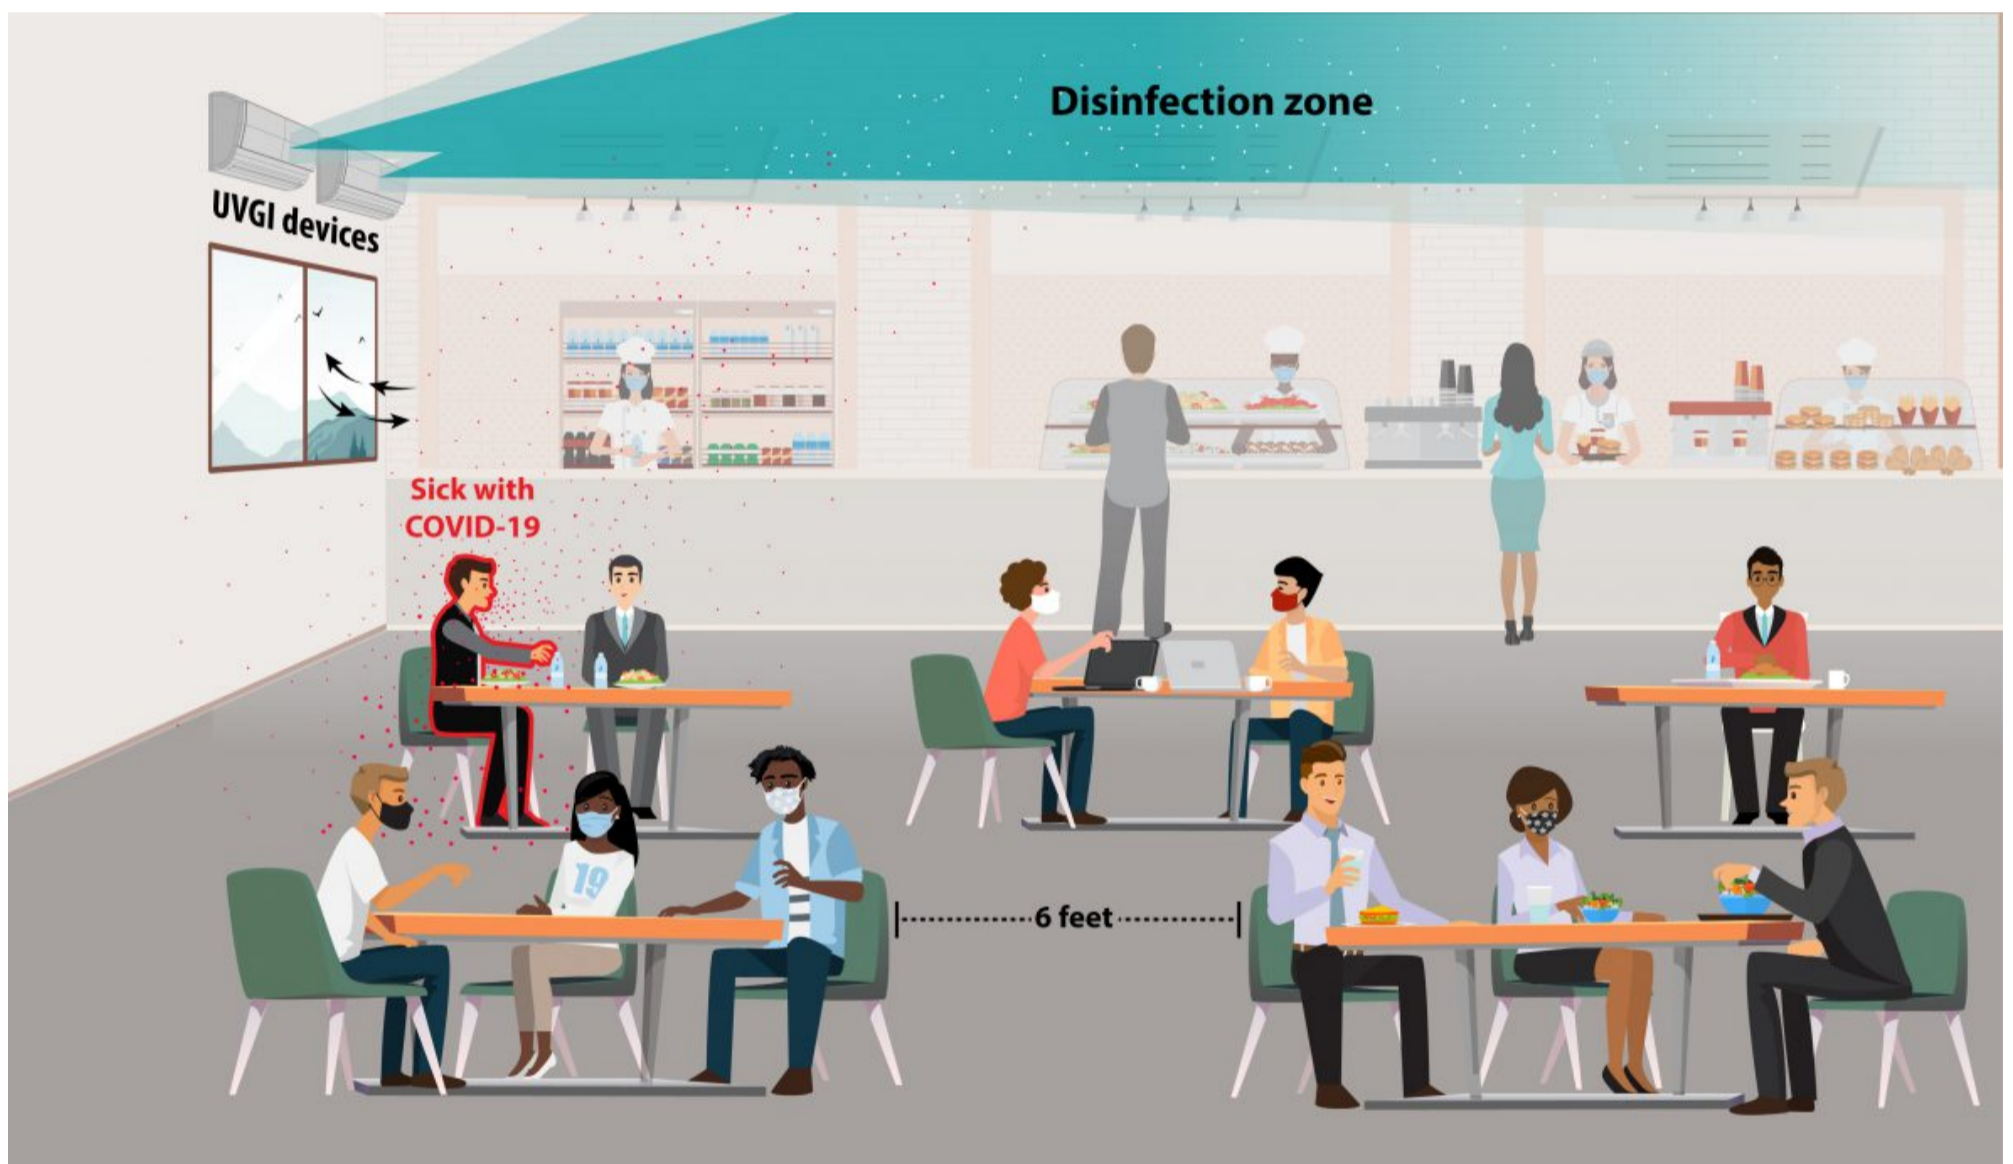 Disinfection zone
UVGI devices
Sick with
COVID-19
19
6 feet